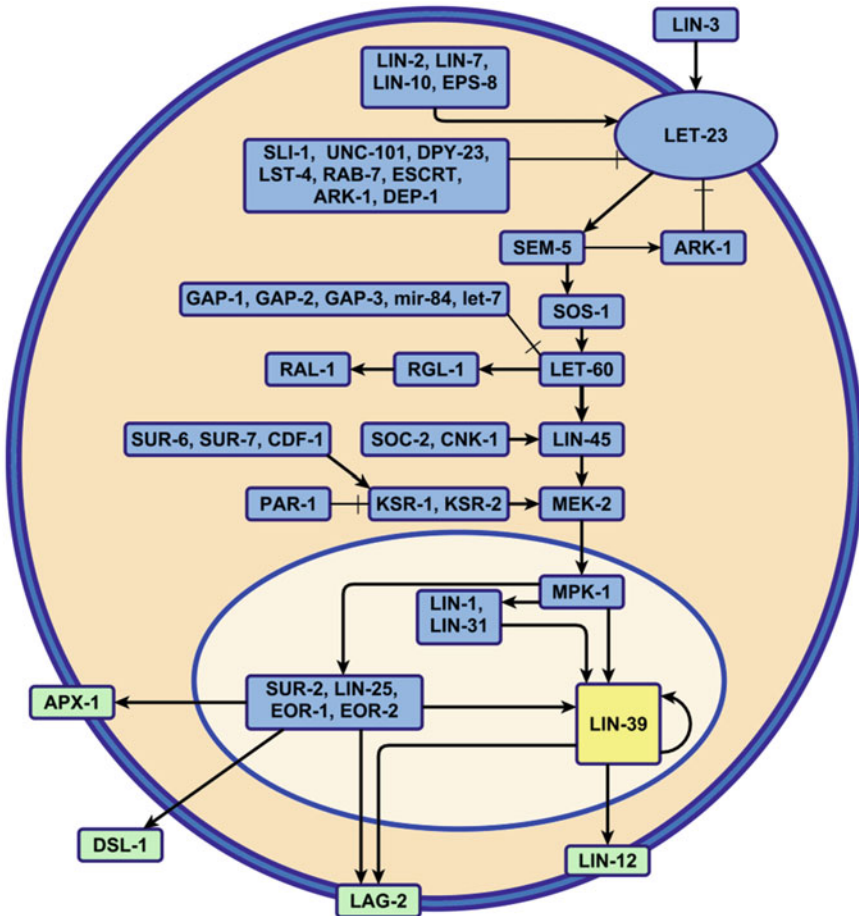 LIN-3
LIN-2, LIN-7,
LIN-10, EPS-8
LET-23
SLI-1, UNC-101, DPY-23,
LST-4, RAB-7, ESCRT,
ARK-1, DEP-1
SEM-5
ARK-1
GAP-1, GAP-2, GAP-3, mir-84, let-7
SOS-1
RAL-1
RGL-1
LET-60
SUR-6, SUR-7, CDF-1
SOC-2, CNK-1
LIN-45
PAR-1
KSR-1, KSR-2
MEK-2
MPK-1
LIN-1,
LIN-31
SUR-2, LIN-25,
EOR-1, EOR-2
APX-1
LIN-39
DSL-1
LIN-12
LAG-2